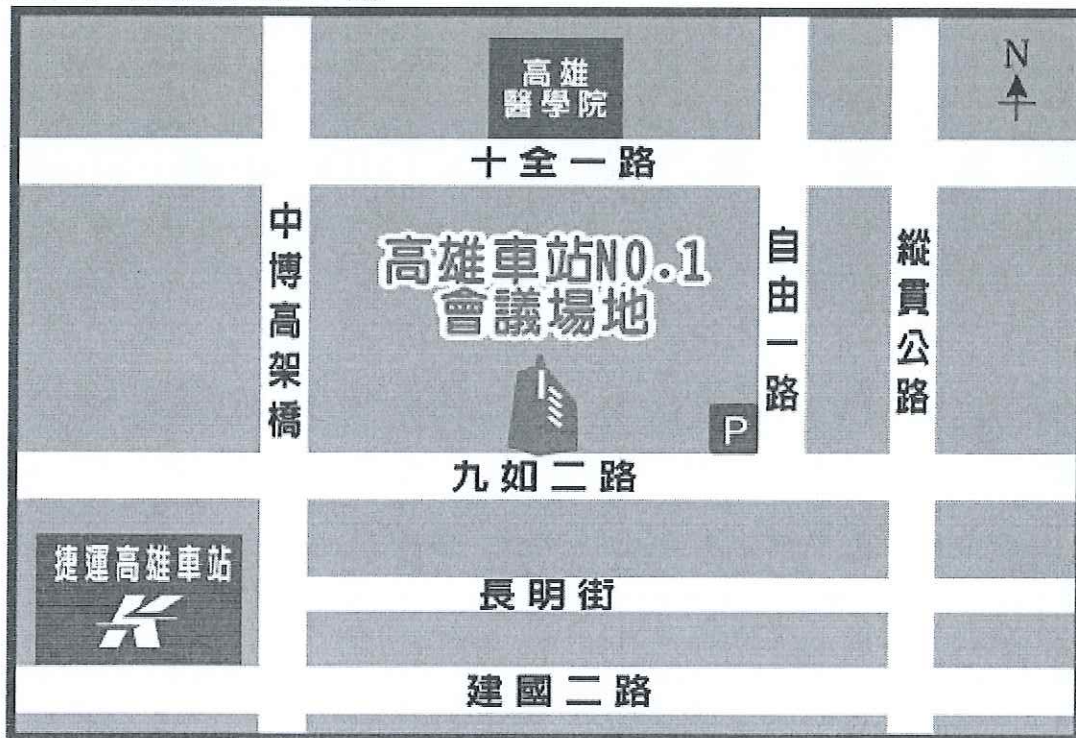 高雄
醫學院
N
十全一路
中博高架橋
高雄車站NO.1
會議場地
自由一路
縱貫公路
P
九如二路
捷運高雄車站
長明街
建國二路